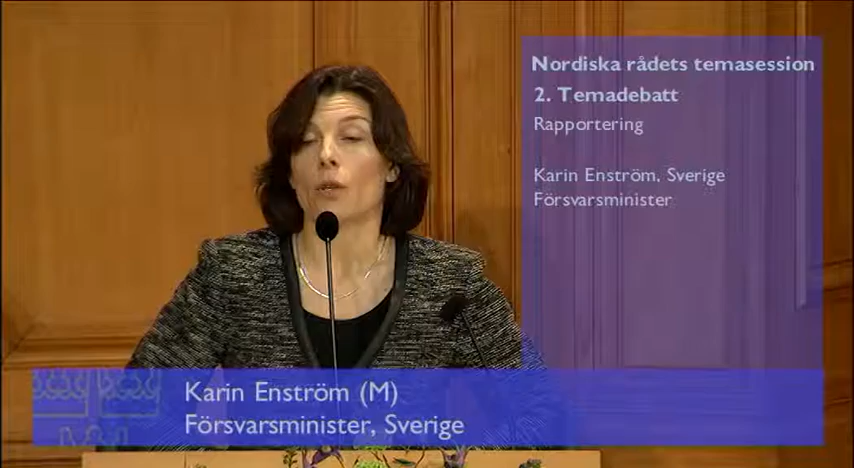 Nordiska rådets temasession
2. Temadebatt
Rapportering
Karin Enström, Sverige
Försvarsminister
Karin Enström (M)
Försvarsminister, Sverige